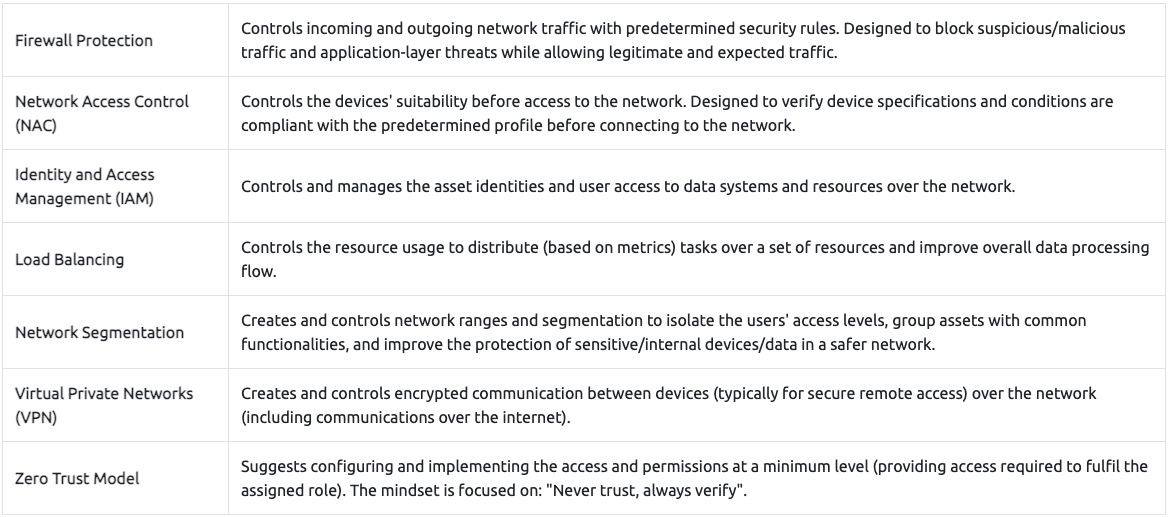 Firewall Protection
Controls incoming and outgoing network traffic with predetermined security rules. Designed to block suspicious/malicious
traffic and application-layer threats while allowing legitimate and expected traffic.
Network Access Control
(NAC)
Controls the devices' suitability before access to the network. Designed to verify device specifications and conditions are
compliant with the predetermined profile before connecting to the network.
Identity and Access
Management (IAM)
Controls and manages the asset identities and user access to data systems and resources over the network.
Load Balancing
Controls the resource usage to distribute (based on metrics) tasks over a set of resources and improve overall data processing
flow.
Network Segmentation
Creates and controls network ranges and segmentation to isolate the users' access levels, group assets with common
functionalities, and improve the protection of sensitive/internal devices/data in a safer network.
Virtual Private Networks
(VPN)
Creates and controls encrypted communication between devices (typically for secure remote access) over the network
(including communications over the internet).
Zero Trust Model
Suggests configuring and implementing the access and permissions at a minimum level (providing access required to fulfil the
assigned role). The mindset is focused on: "Never trust, always verify".